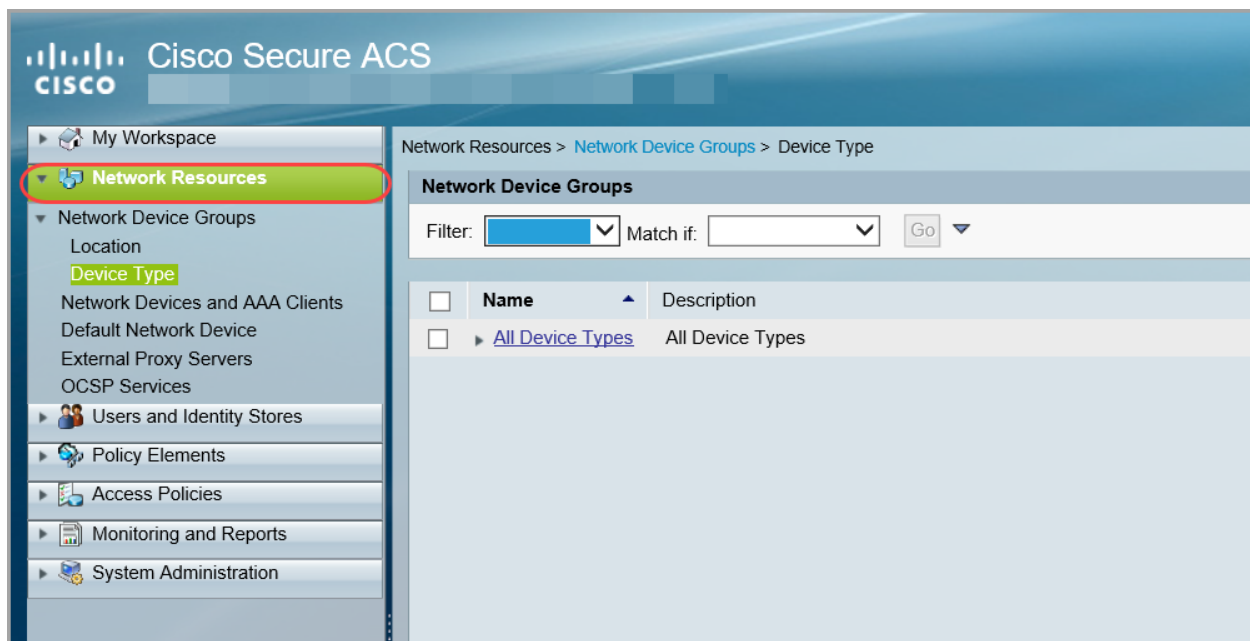 Cisco Secure ACS
CISCO
My Workspace
Network Resources
Network Device Groups
Location
Device Type
Network Devices and AAA Clients
Default Network Device
External Proxy Servers
OCSP Services
Users and Identity Stores
Policy Elements
Access Policies
Monitoring and Reports
System Administration
Network Resources > Network Device Groups > Device Type
Network Device Groups
Filter: Match if: Go
Name Description
All Device Types All Device Types